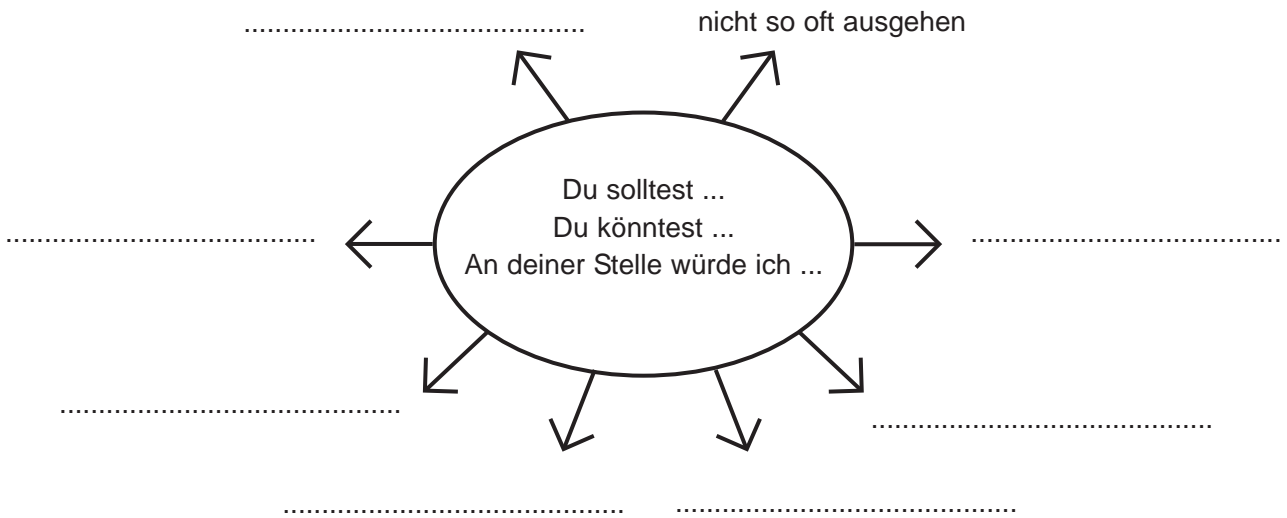 nicht so oft ausgehen
Du solltest ...
Du könntest ...
An deiner Stelle würde ich ...